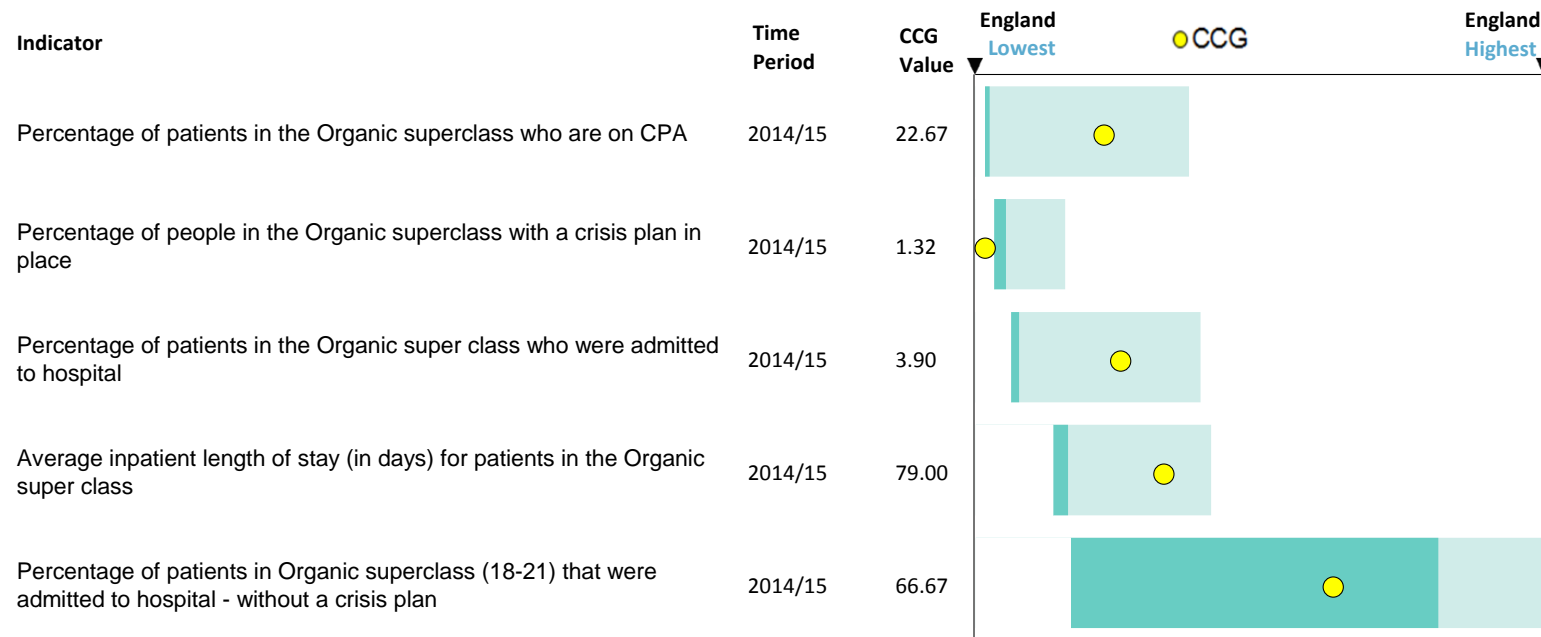 Indicator
Time
Period
CCG
Value
England
Lowest
CCG
England
Highest
Percentage of patients in the Organic superclass who are on CPA
2014/15
22.67
Percentage of people in the Organic superclass with a crisis plan in
place
2014/15
1.32
Percentage of patients in the Organic super class who were admitted
to hospital
2014/15
3.90
Average inpatient length of stay (in days) for patients in the Organic
super class
2014/15
79.00
Percentage of patients in Organic superclass (18-21) that were
admitted to hospital - without a crisis plan
2014/15
66.67